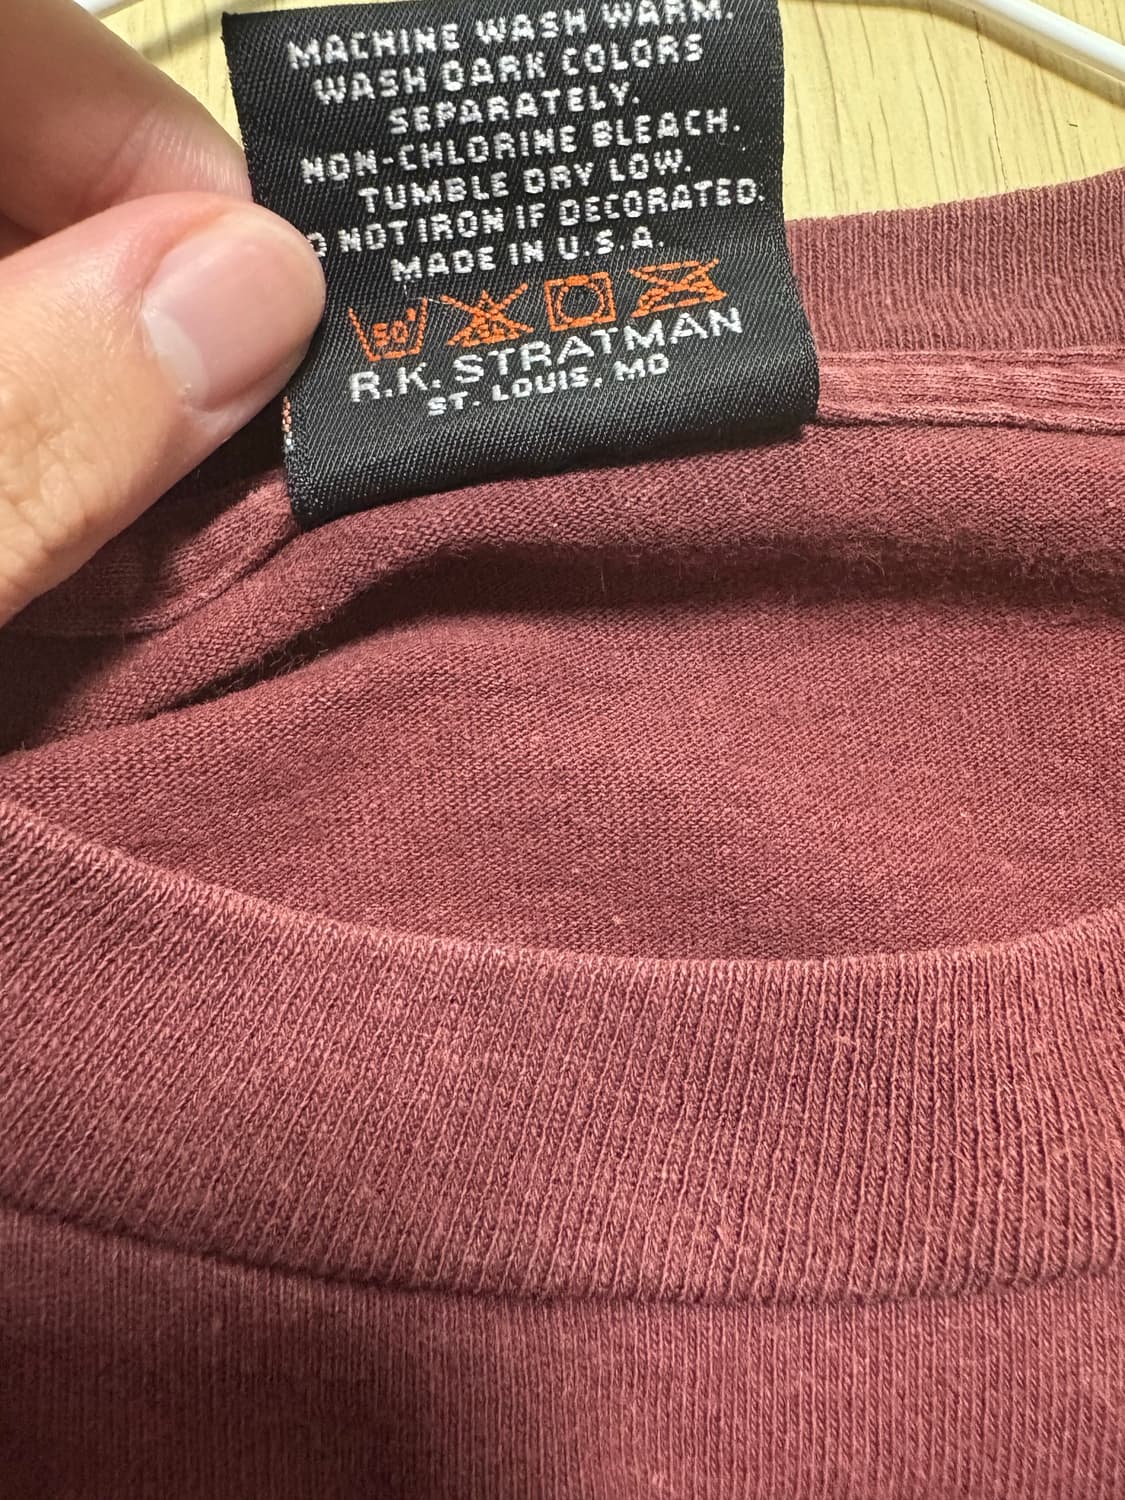 MACHINE WASH WARM.
WASH DARK COLORS
SEPARATELY.
NON-CHLORINE BLEACH.
TUMBLE DRY LOW.
O NOT IRON IF DECORATED.
MADE IN U.S.A.
50°
R.K. STRATMAN
ST. LOUIS, MO